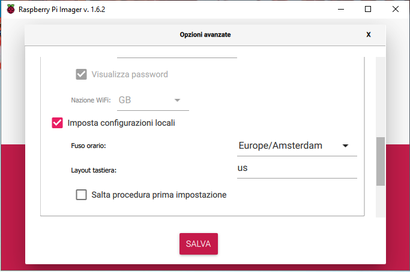 Raspberry Pi Imager v. 1.6.2
Opzioni avanzate
X
Visualizza password
Nazione WiFi: GB
Imposta configurazioni locali
Fuso orario: Europe/Amsterdam
Layout tastiera: us
Salta procedura prima impostazione
SALVA